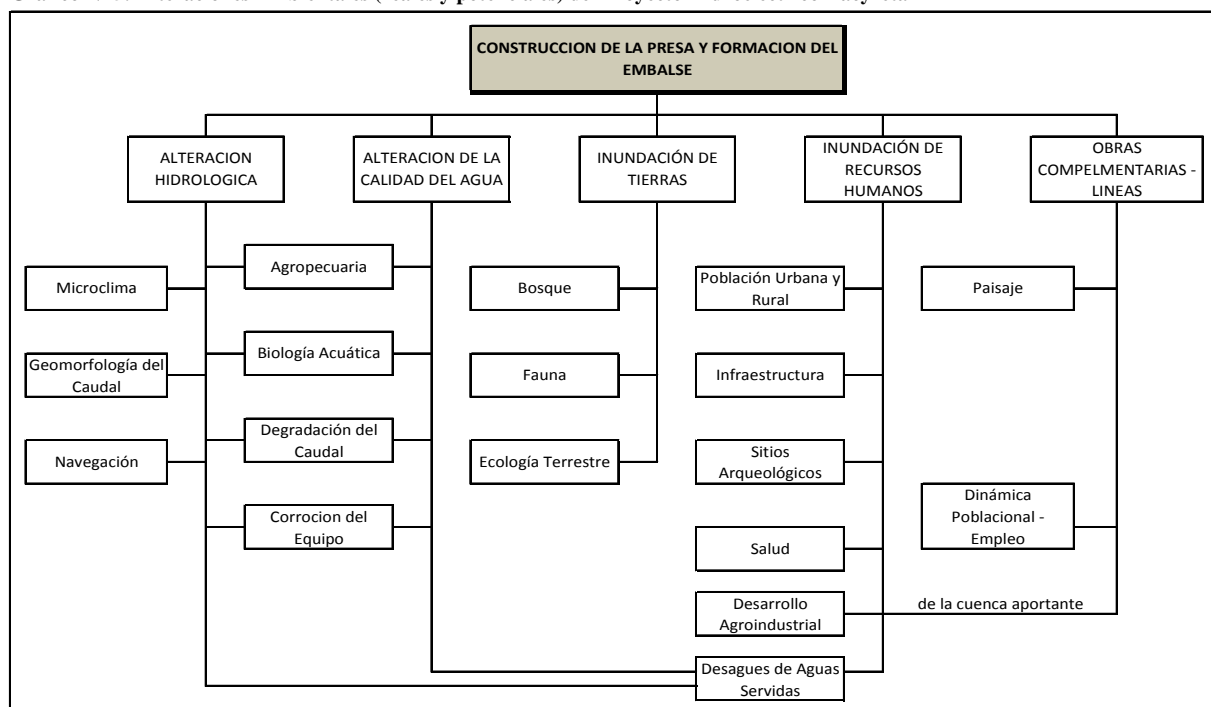 CONSTRUCCION DE LA PRESA Y FORMACION DEL
EMBALSE
ALTERACION
HIDROLOGICA
ALTERACION DE LA
CALIDAD DEL AGUA
INUNDACIÓN DE
TIERRAS
INUNDACIÓN DE
RECURSOS
HUMANOS
OBRAS
COMPELMENTARIAS -
LINEAS
Microclima
Geomorfología del
Caudal
Navegación
Agropecuaria
Biología Acuática
Degradación del
Caudal
Corrocion del
Equipo
Bosque
Fauna
Ecología Terrestre
Población Urbana y
Rural
Infraestructura
Sitios
Arqueológicos
Salud
Desarrollo
Agroindustrial
Desagues de Aguas
Servidas
Paisaje
Dinámica
Poblacional -
Empleo
de la cuenca aportante